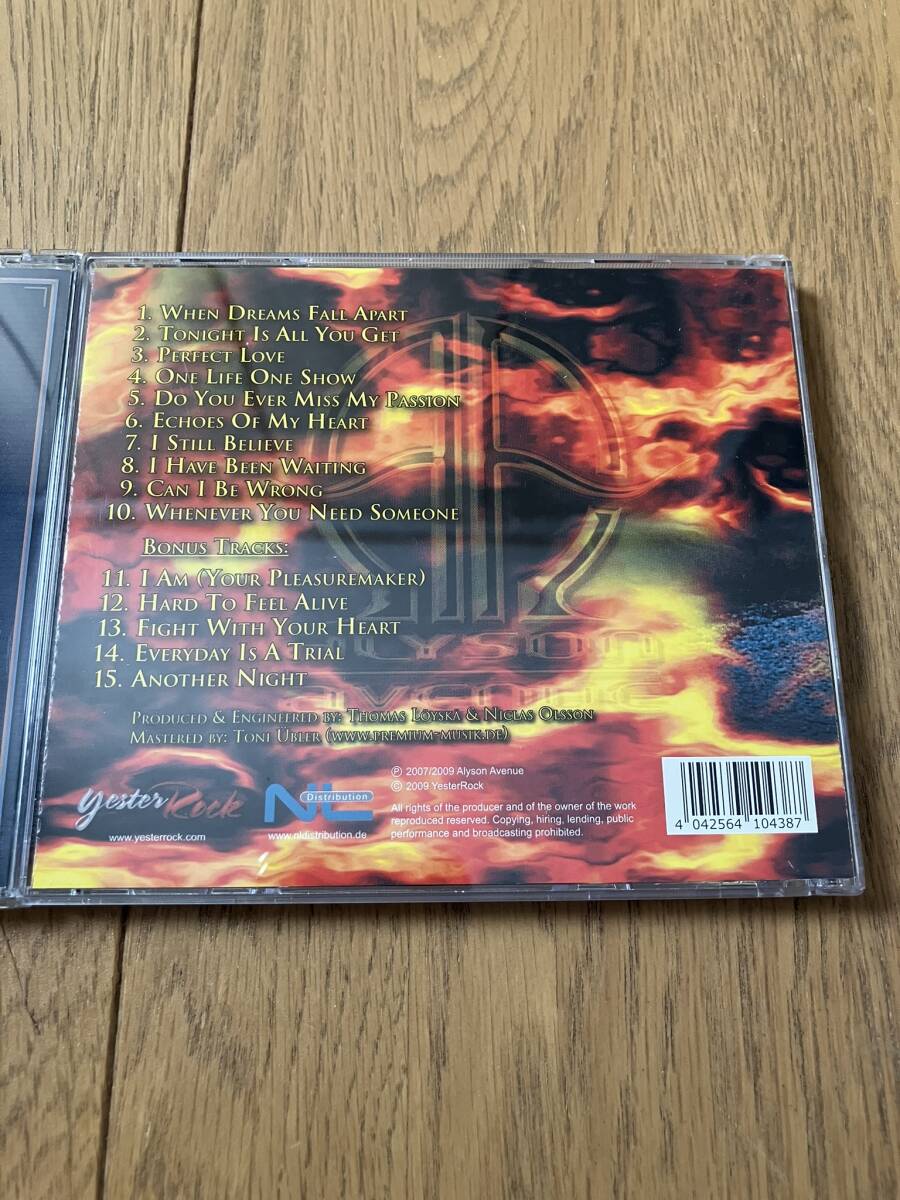 1. When Dreams Fall Apart
2. Tonight Is All You Get
3. Perfect Love
4. One Life One Show
5. Do You Ever Miss My Passion
6. Echoes Of My Heart
7. I Still Believe
8. I Have Been Waiting
9. Can I Be Wrong
10. Whenever You Need Someone
Bonus Tracks:
11. I Am (Your Pleasuremaker)
12. Hard To Feel Alive
13. Fight With Your Heart
14. Everyday Is A Trial
15. Another Night
Alyson
Avenue
Produced & Engineered by: Thomas Löyskä & Niclas Olsson
Mastered by: Toni Übler (www.premium-musik.de)
Yester Rock
www.yesterrock.com
NL Distribution
www.nldistribution.de
℗ 2007/2009 Alyson Avenue
© 2009 YesterRock
All rights of the producer and of the owner of the work
reproduced reserved. Copying, hiring, lending, public
performance and broadcasting prohibited.
4 042564 104387